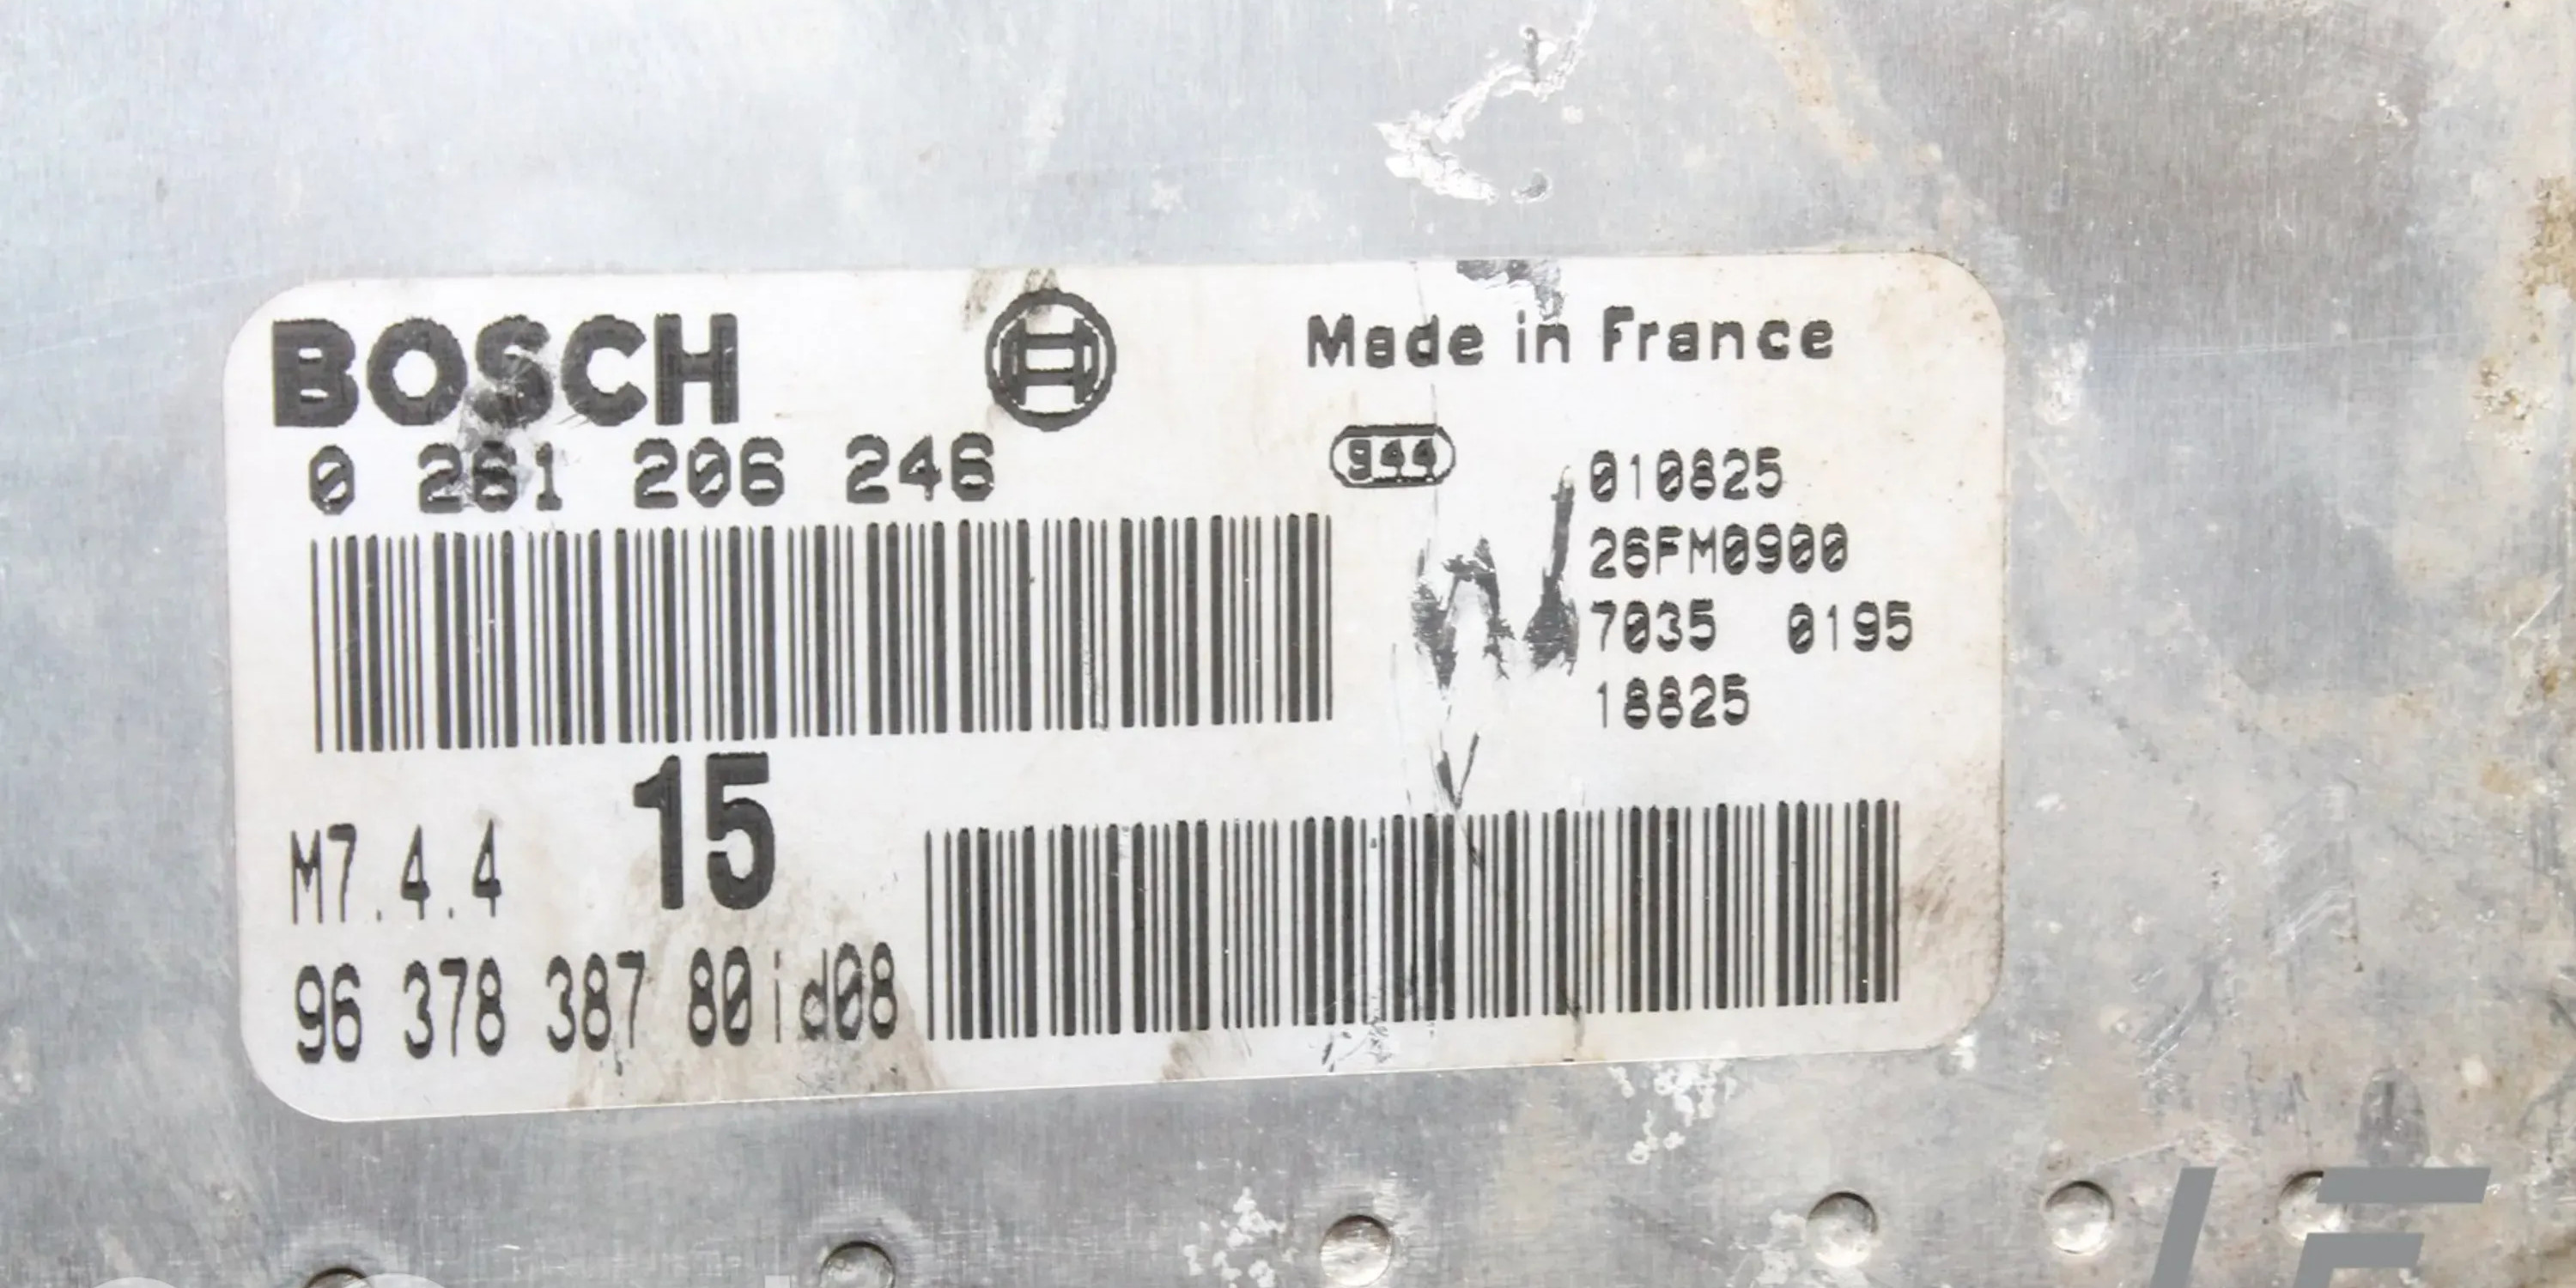 BOSCH
Made in France
0 261 206 246
944
010825
26FM0900
7035 0195
18825
15
M7.4.4
96 378 387 80id08